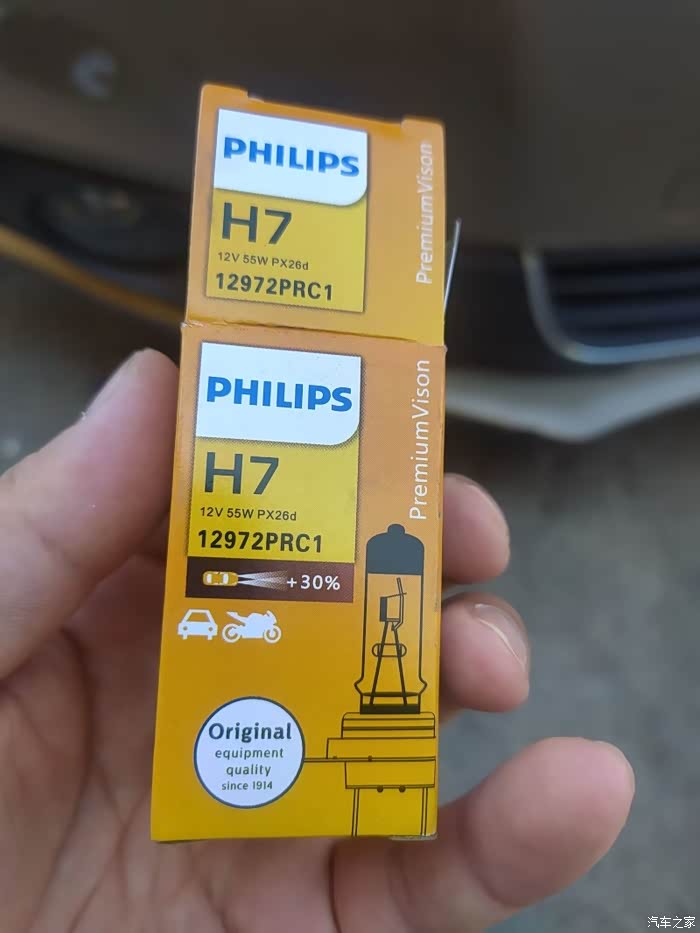 PHILIPS
H7
12V 55W PX26d
12972PRC1
PremiumVison
PHILIPS
H7
12V 55W PX26d
12972PRC1
+30%
PremiumVison
Original
equipment
quality
since 1914
汽车之家